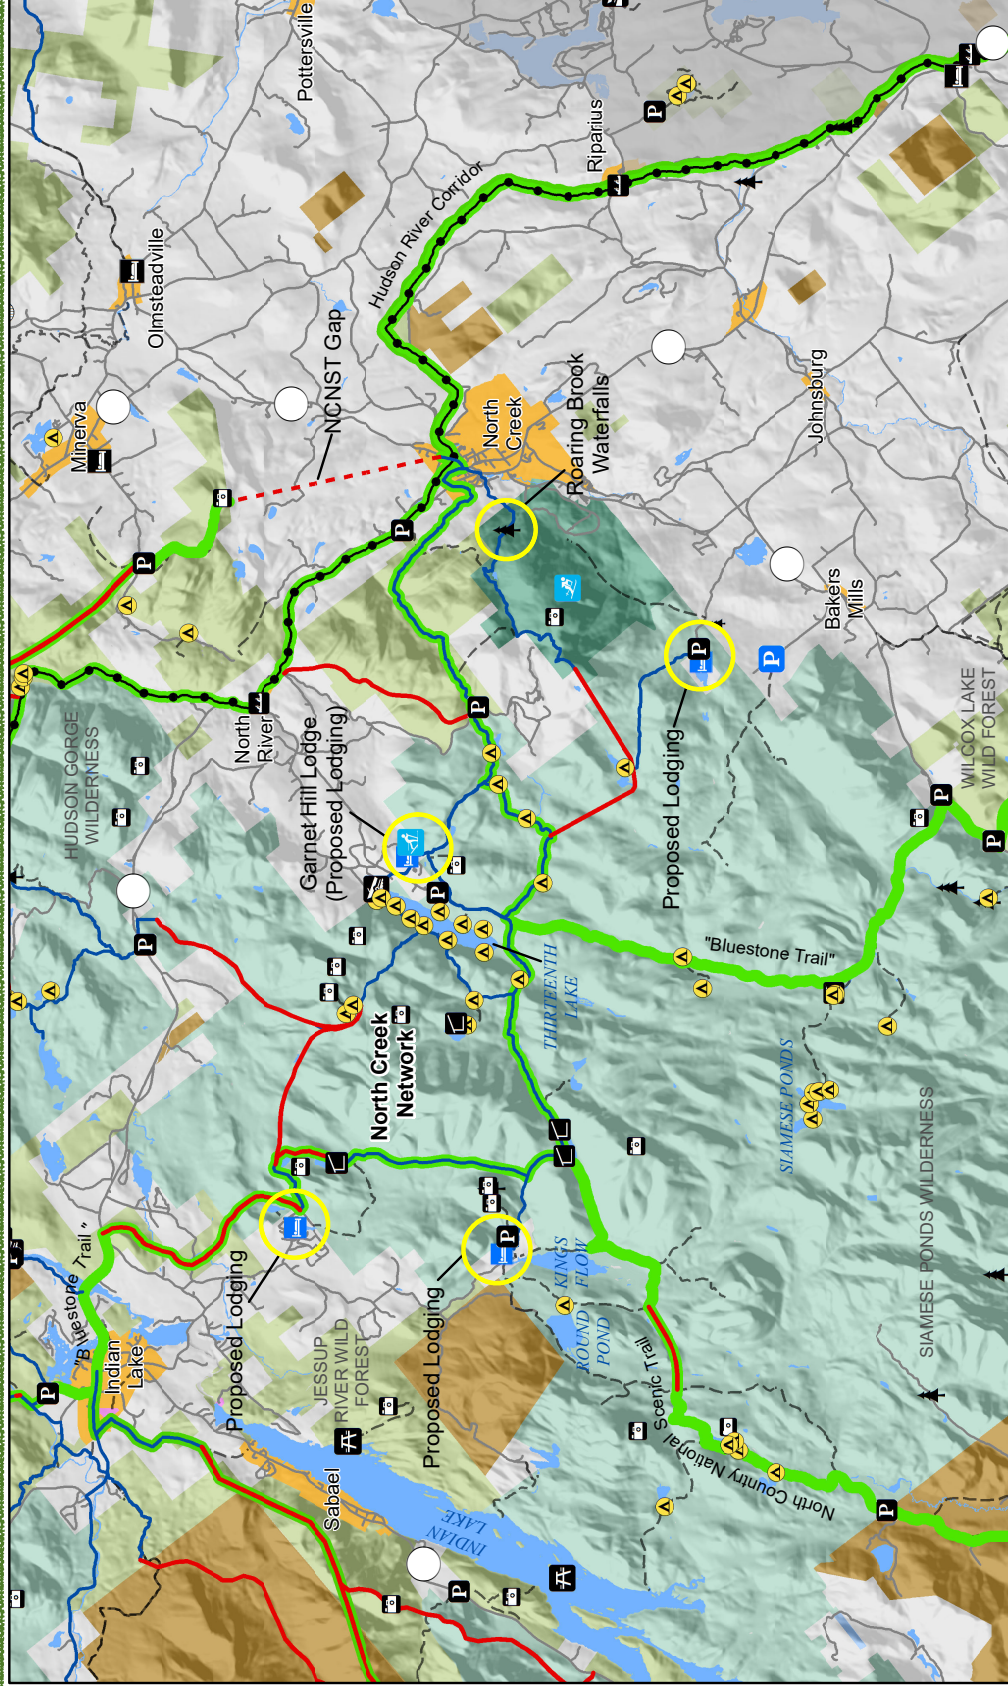 Pottersville
Olmsteadville
Riparius
Hudson River Corridor
Minerva
NCNST Gap
North
Creek
Roaring Brook
Waterfalls
Johnsburg
Bakers
Mills
North
River
HUDSON GORGE
WILDERNESS
Garnet Hill Lodge
(Proposed Lodging)
Proposed Lodging
WILCOX LAKE
WILD FOREST
"Bluestone Trail"
THIRTEENTH
LAKE
North Creek
Network
SIAMESE PONDS
SIAMESE PONDS WILDERNESS
"Bluestone Trail"
Indian
Lake
Proposed Lodging
JESSUP
RIVER WILD
FOREST
Proposed Lodging
KINGS
FLOW
ROUND
POND
Sabael
INDIAN
LAKE
North Country National Scenic Trail
P
P
P
P
P
P
P
P
P
P
P
P
P
P